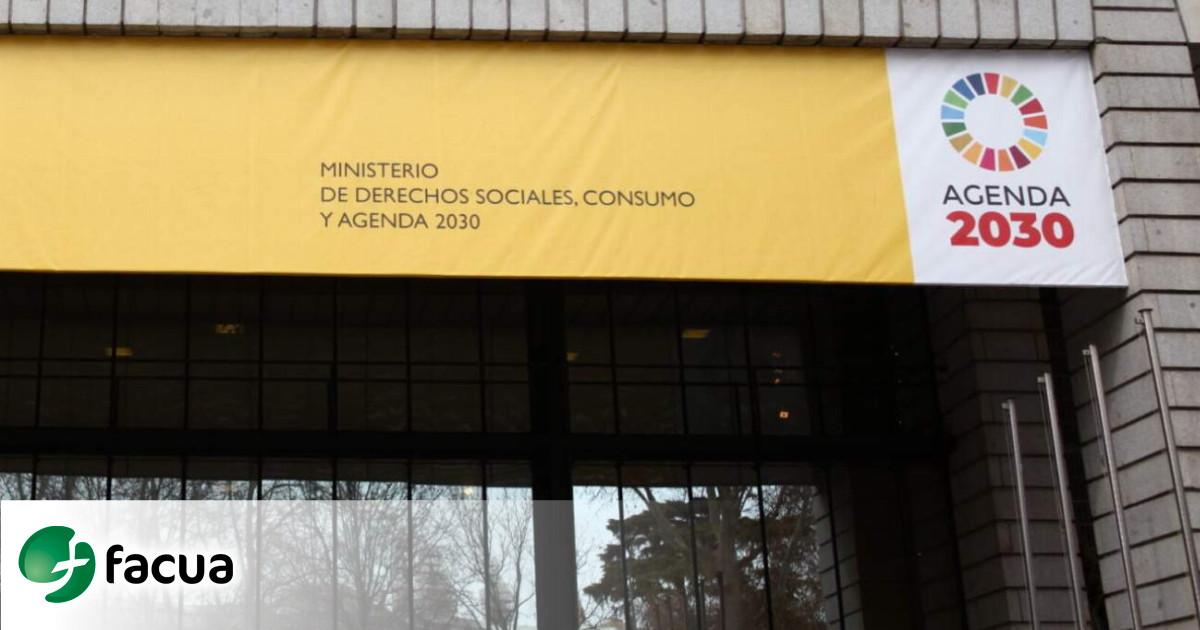 MINISTERIO
DE DERECHOS SOCIALES, CONSUMO
Y AGENDA 2030
AGENDA
2030
facua